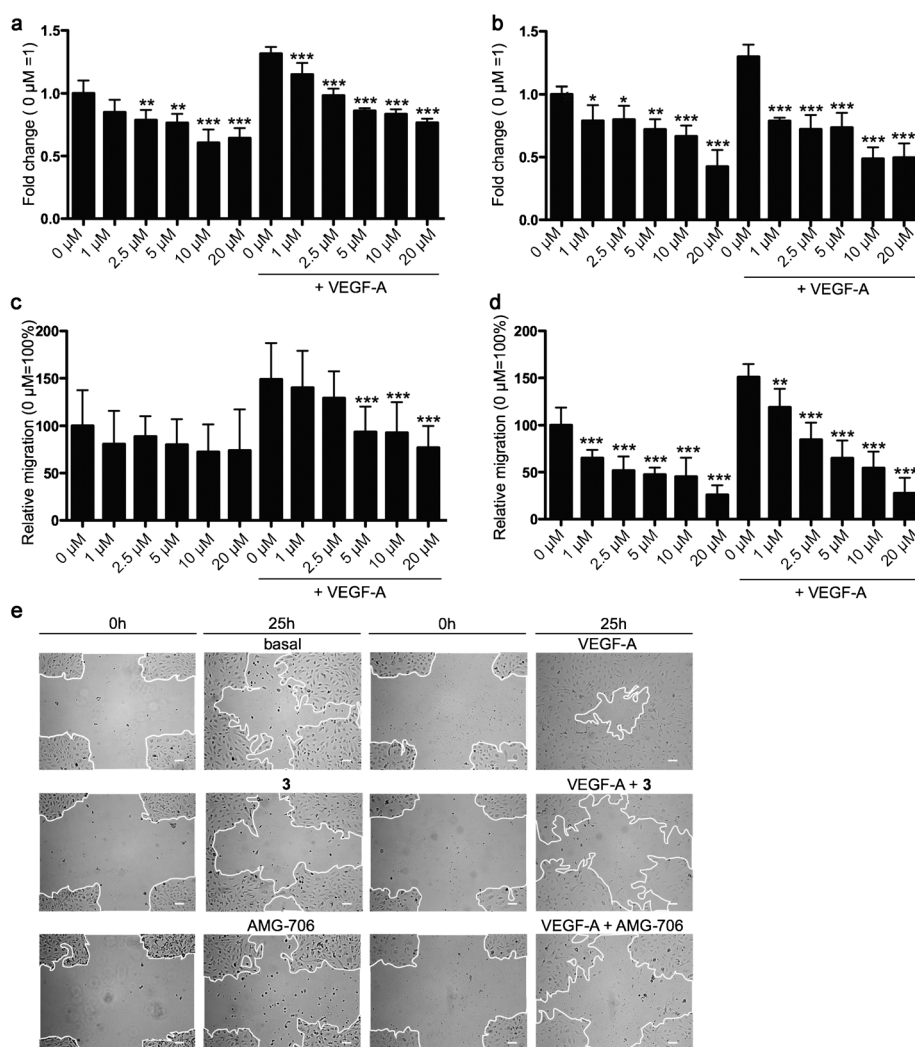 a
Fold change ( 0 µM =1)
1.5
1.0
0.5
0.0
** ** *** *** *** *** *** *** ***
0 µM 1 µM 2.5 µM 5 µM 10 µM 20 µM 0 µM 1 µM 2.5 µM 5 µM 10 µM 20 µM
+ VEGF-A
b
Fold change ( 0 µM =1)
1.5
1.0
0.5
0.0
* * ** *** *** *** *** *** *** ***
0 µM 1 µM 2.5 µM 5 µM 10 µM 20 µM 0 µM 1 µM 2.5 µM 5 µM 10 µM 20 µM
+ VEGF-A
c
Relative migration (0 µM=100%)
200
150
100
50
0
*** *** ***
0 µM 1 µM 2.5 µM 5 µM 10 µM 20 µM 0 µM 1 µM 2.5 µM 5 µM 10 µM 20 µM
+ VEGF-A
d
Relative migration (0 µM=100%)
200
150
100
50
0
*** *** *** *** *** ** *** *** *** ***
0 µM 1 µM 2.5 µM 5 µM 10 µM 20 µM 0 µM 1 µM 2.5 µM 5 µM 10 µM 20 µM
+ VEGF-A
e
0h 25h 0h 25h
basal VEGF-A
3 VEGF-A + 3
AMG-706 VEGF-A + AMG-706